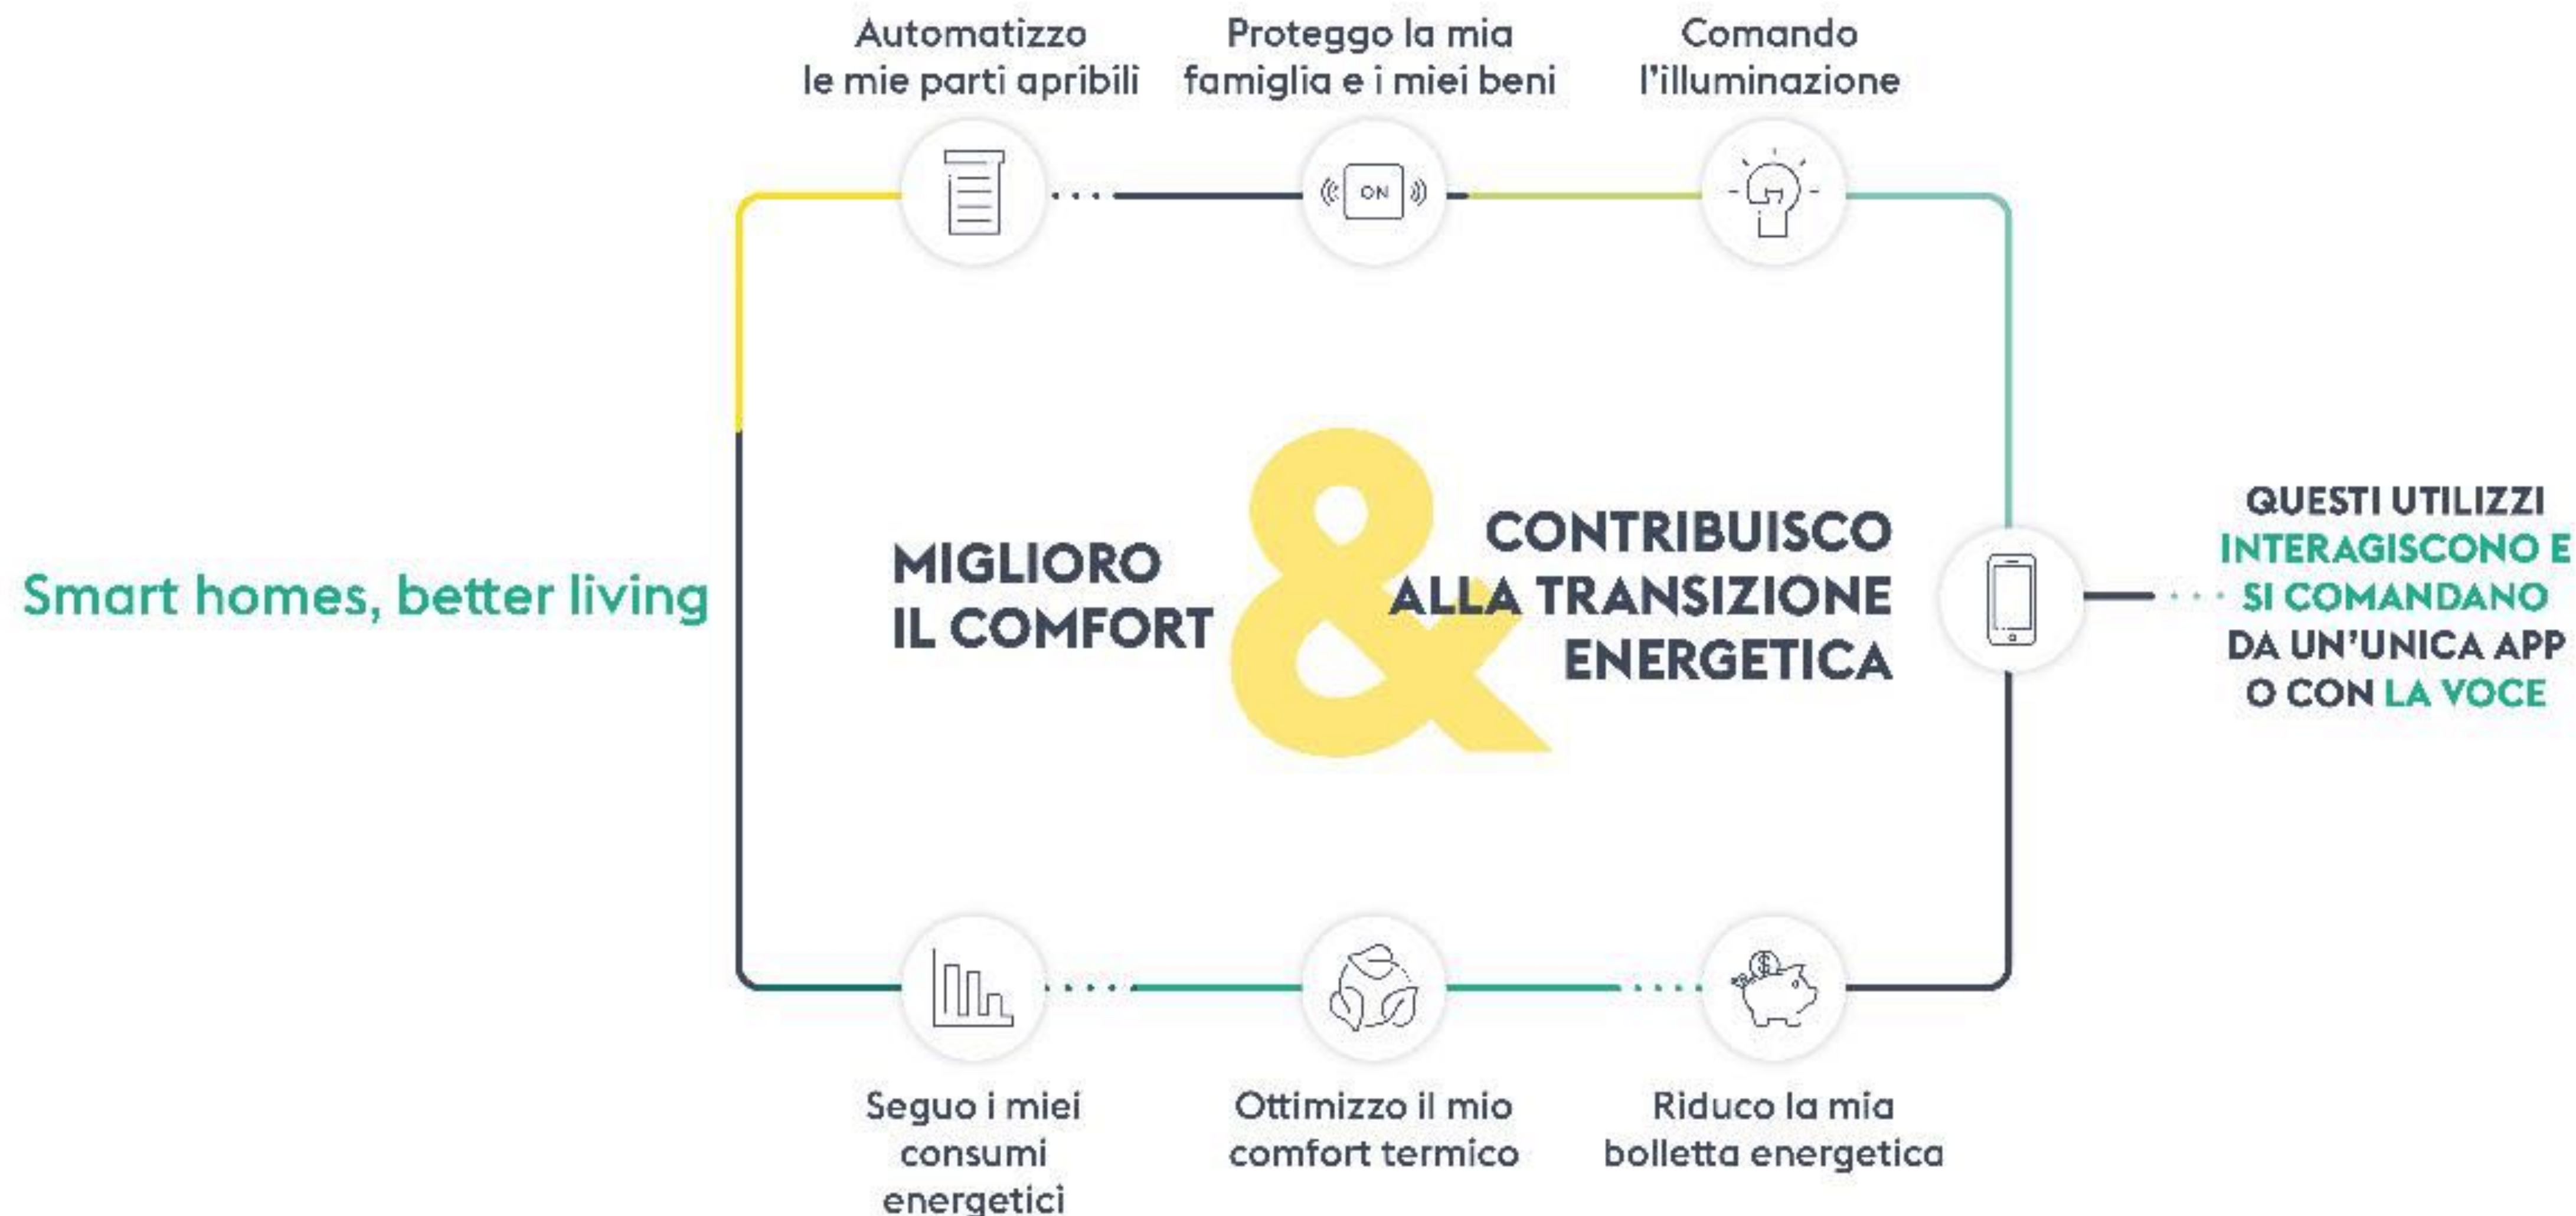 Automatizzo
le mie parti apribili
Proteggo la mia
famiglia e i miei beni
Comando
l'illuminazione
ON
Smart homes, better living
MIGLIORO
IL COMFORT
&
CONTRIBUISCO
ALLA TRANSIZIONE
ENERGETICA
QUESTI UTILIZZI
INTERAGISCONO E
SI COMANDANO
DA UN'UNICA APP
O CON LA VOCE
$
Seguo i miei
consumi
energetici
Ottimizzo il mio
comfort termico
Riduco la mia
bolletta energetica